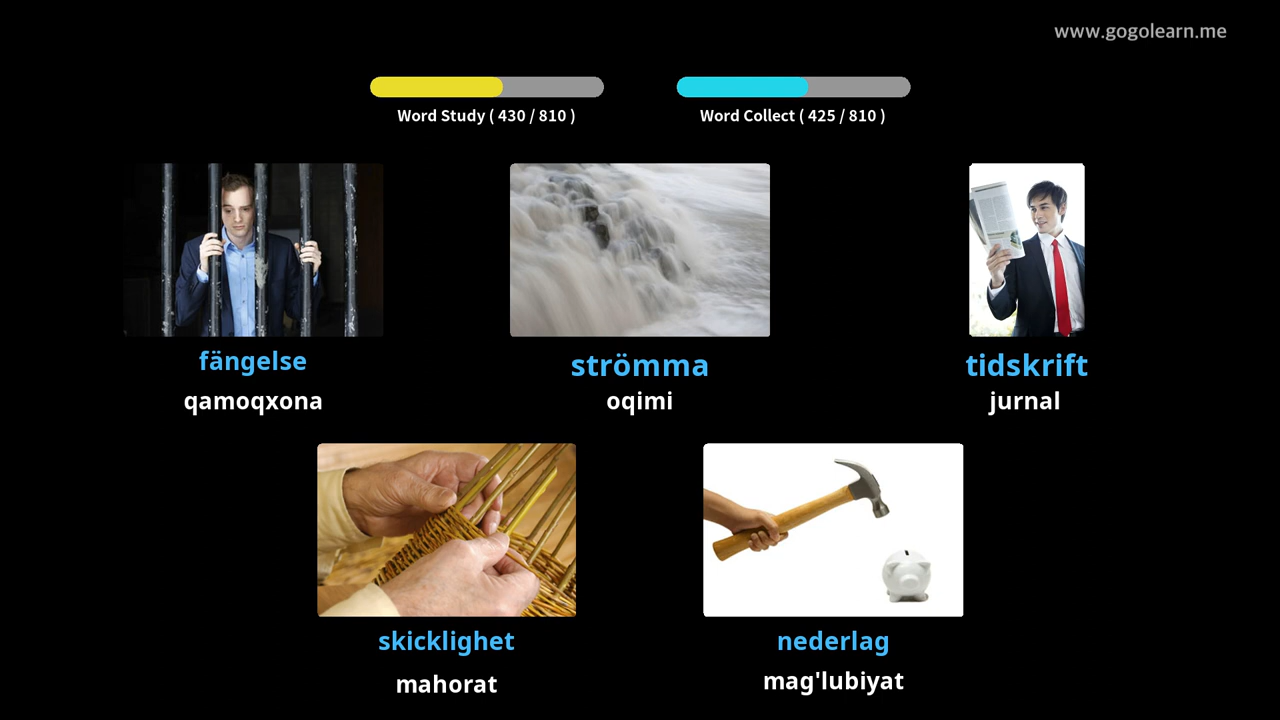 www.gogolearn.me
Word Study ( 430 / 810 )
Word Collect ( 425 / 810 )
fängelse
qamoqxona
strömma
oqimi
tidskrift
jurnal
skicklighet
mahorat
nederlag
mag'lubiyat